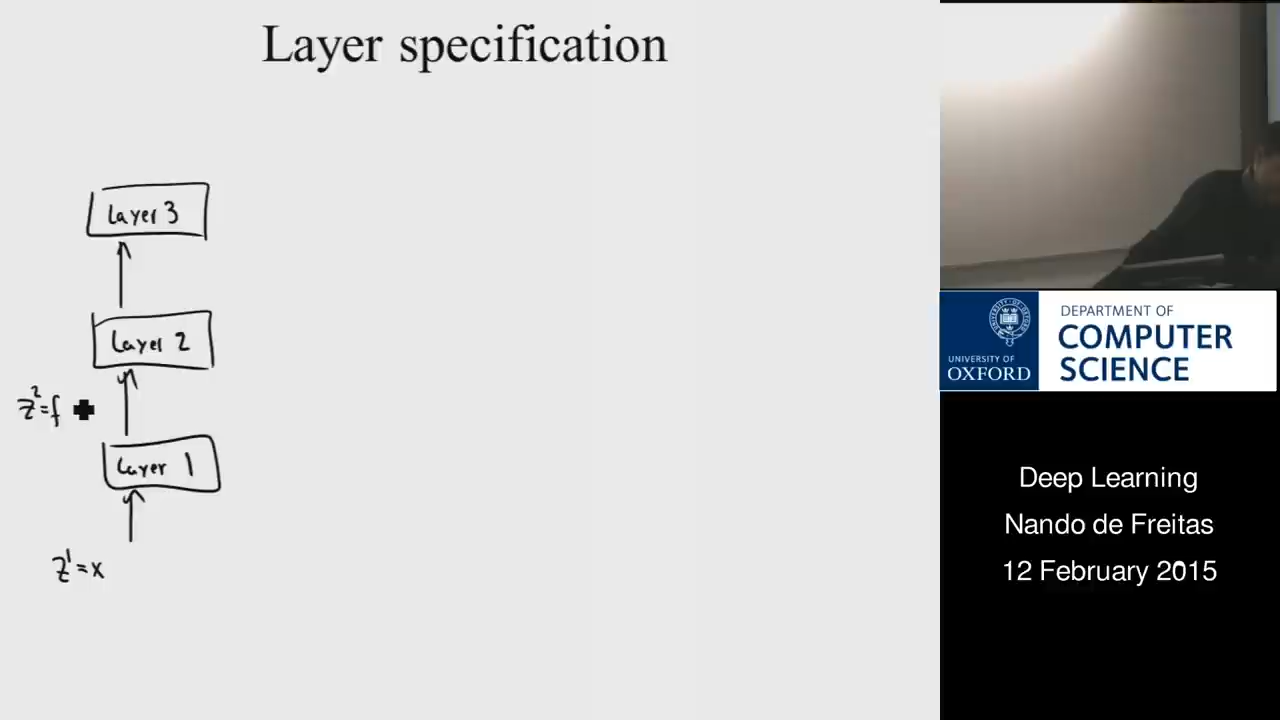 Layer specification
Layer 3
Layer 2
z²=f
Layer 1
z¹=x
UNIVERSITY OF
OXFORD
DEPARTMENT OF
COMPUTER
SCIENCE
Deep Learning
Nando de Freitas
12 February 2015